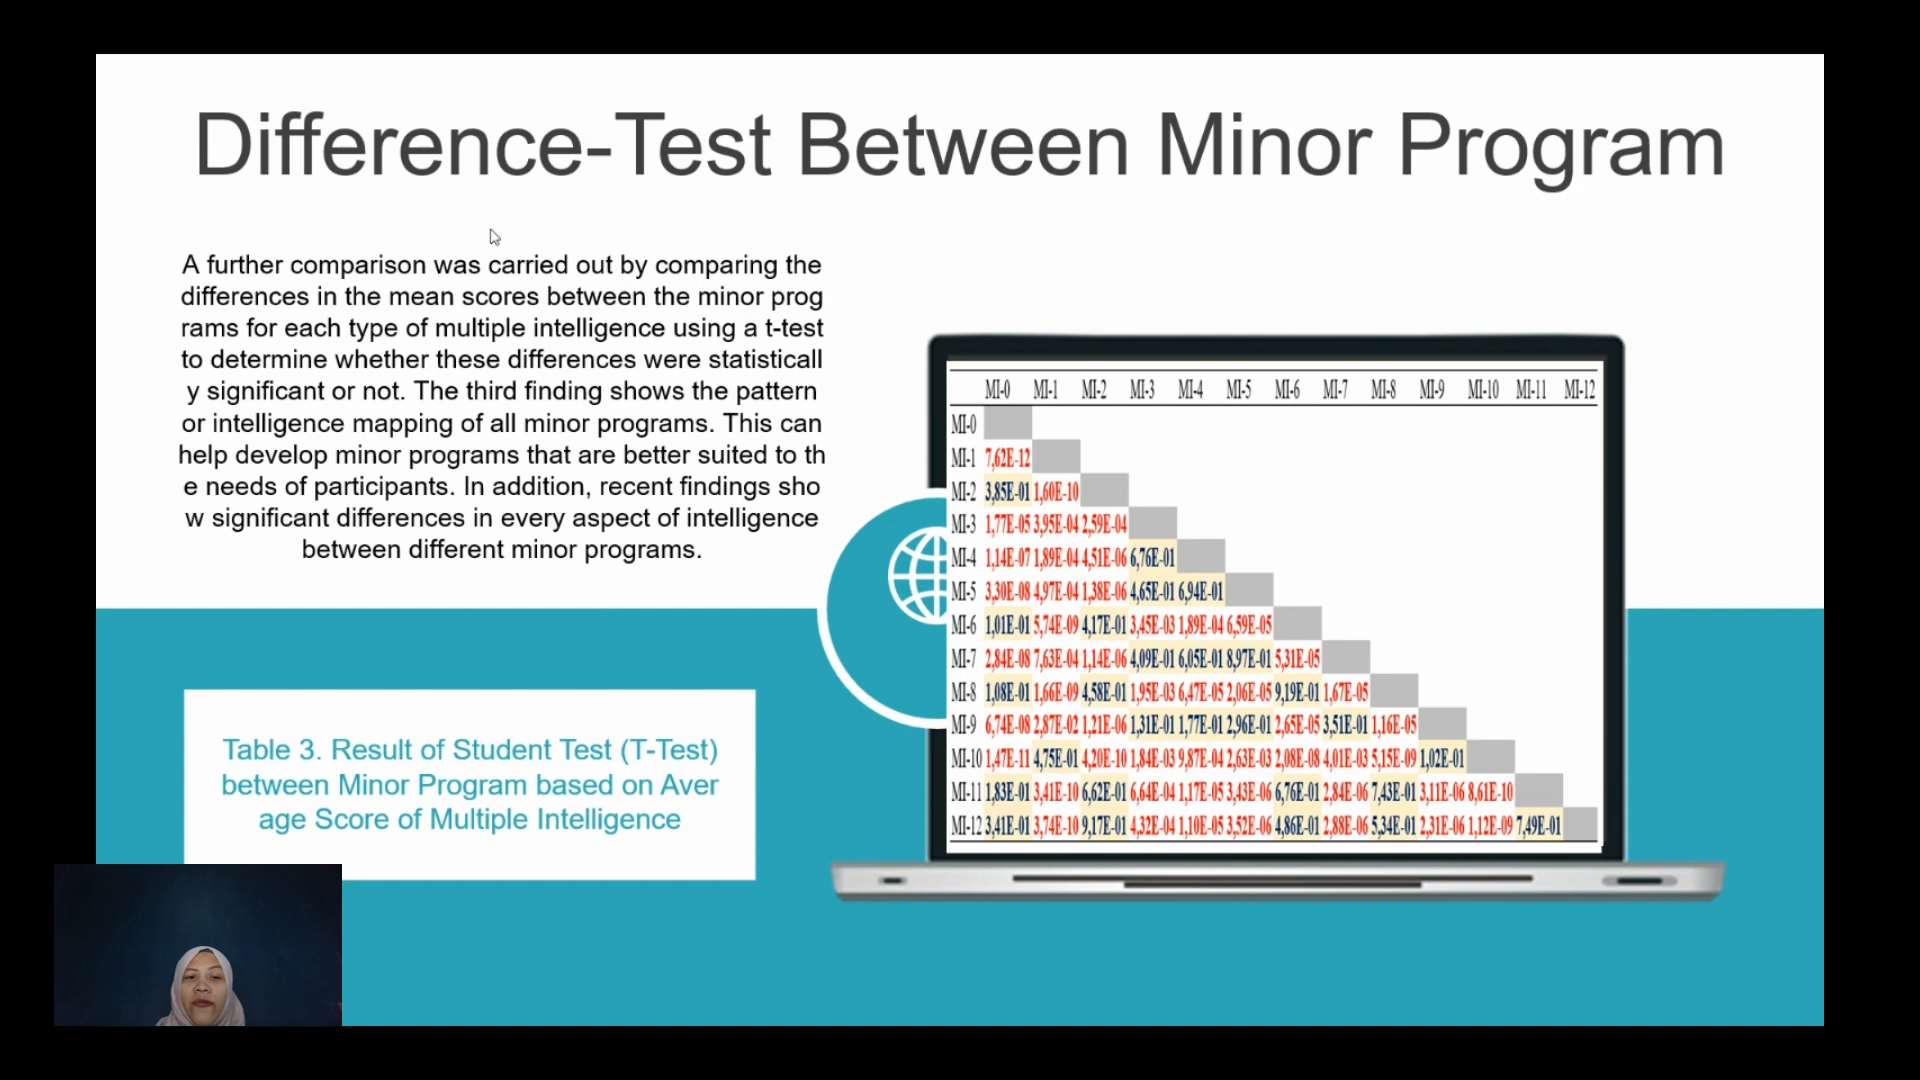 Difference-Test Between Minor Program
A further comparison was carried out by comparing the
differences in the mean scores between the minor prog
rams for each type of multiple intelligence using a t-test
to determine whether these differences were statisticall
y significant or not. The third finding shows the pattern
or intelligence mapping of all minor programs. This can
help develop minor programs that are better suited to th
e needs of participants. In addition, recent findings sho
w significant differences in every aspect of intelligence
between different minor programs.
Table 3. Result of Student Test (T-Test)
between Minor Program based on Aver
age Score of Multiple Intelligence
MI-0 MI-1 MI-2 MI-3 MI-4 MI-5 MI-6 MI-7 MI-8 MI-9 MI-10 MI-11 MI-12
MI-0
MI-1 7,62E-12
MI-2 3,85E-01 1,60E-10
MI-3 1,77E-05 3,95E-04 2,59E-04
MI-4 1,14E-07 1,89E-04 4,51E-06 6,76E-01
MI-5 3,30E-08 4,97E-04 1,38E-06 4,65E-01 6,94E-01
MI-6 1,01E-01 5,74E-09 4,17E-01 3,45E-03 1,89E-04 6,59E-05
MI-7 2,84E-08 7,63E-04 1,14E-06 4,09E-01 6,05E-01 8,97E-01 5,31E-05
MI-8 1,08E-01 1,66E-09 4,58E-01 1,95E-03 6,47E-05 2,06E-05 9,19E-01 1,67E-05
MI-9 6,74E-08 2,87E-02 1,21E-06 1,31E-01 1,77E-01 2,96E-01 2,65E-05 3,51E-01 1,16E-05
MI-10 1,47E-11 4,75E-01 4,20E-10 1,84E-03 9,87E-04 2,63E-03 2,08E-08 4,01E-03 5,15E-09 1,02E-01
MI-11 1,83E-01 3,41E-10 6,62E-01 6,64E-04 1,17E-05 3,43E-06 6,76E-01 2,84E-06 7,43E-01 3,11E-06 8,61E-10
MI-12 3,41E-01 3,74E-10 9,17E-01 4,32E-04 1,10E-05 3,52E-06 4,86E-01 2,88E-06 5,34E-01 2,31E-06 1,12E-09 7,49E-01